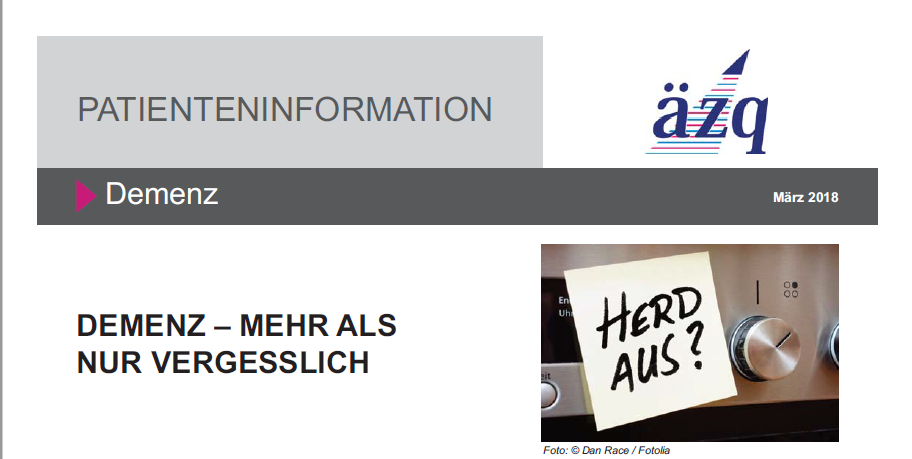 PATIENTENINFORMATION
äzq
Demenz
März 2018
DEMENZ – MEHR ALS
NUR VERGESSLICH
HERD
AUS?
Foto: © Dan Race / Fotolia